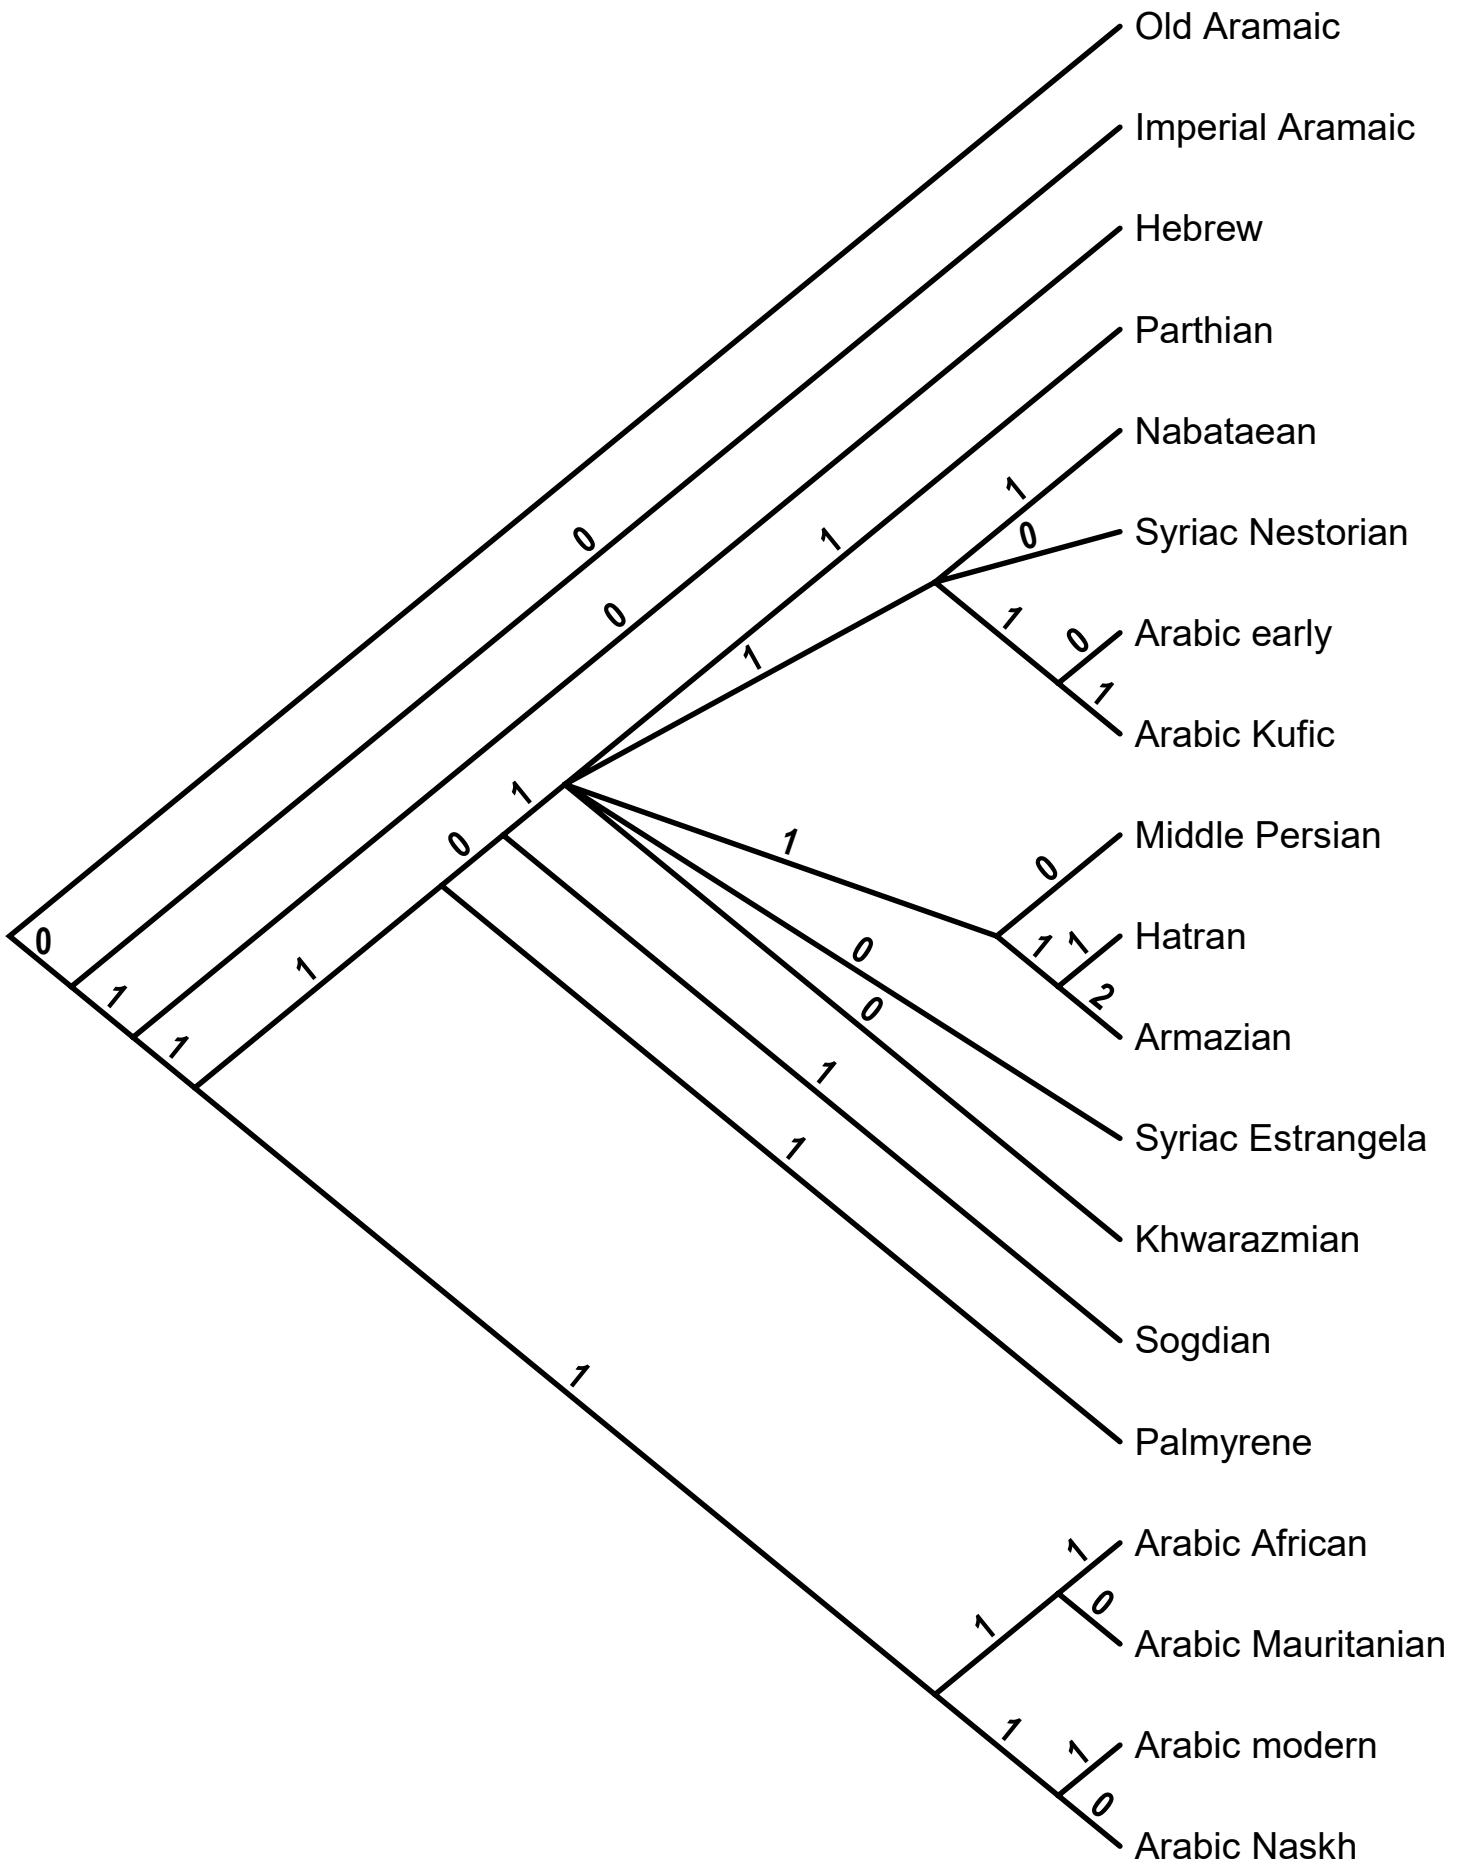 Old Aramaic
Imperial Aramaic
Hebrew
Parthian
Nabataean
1
Syriac Nestorian
0
0
1
Arabic early
0
1
0
1
Arabic Kufic
1
1
Middle Persian
1
0
0
Hatran
0
1
1
0
1
2
1
0
Armazian
1
1
Syriac Estrangela
1
Khwarazmian
Sogdian
1
Palmyrene
Arabic African
1
0
1
Arabic Mauritanian
1
1
Arabic modern
0
Arabic Naskh